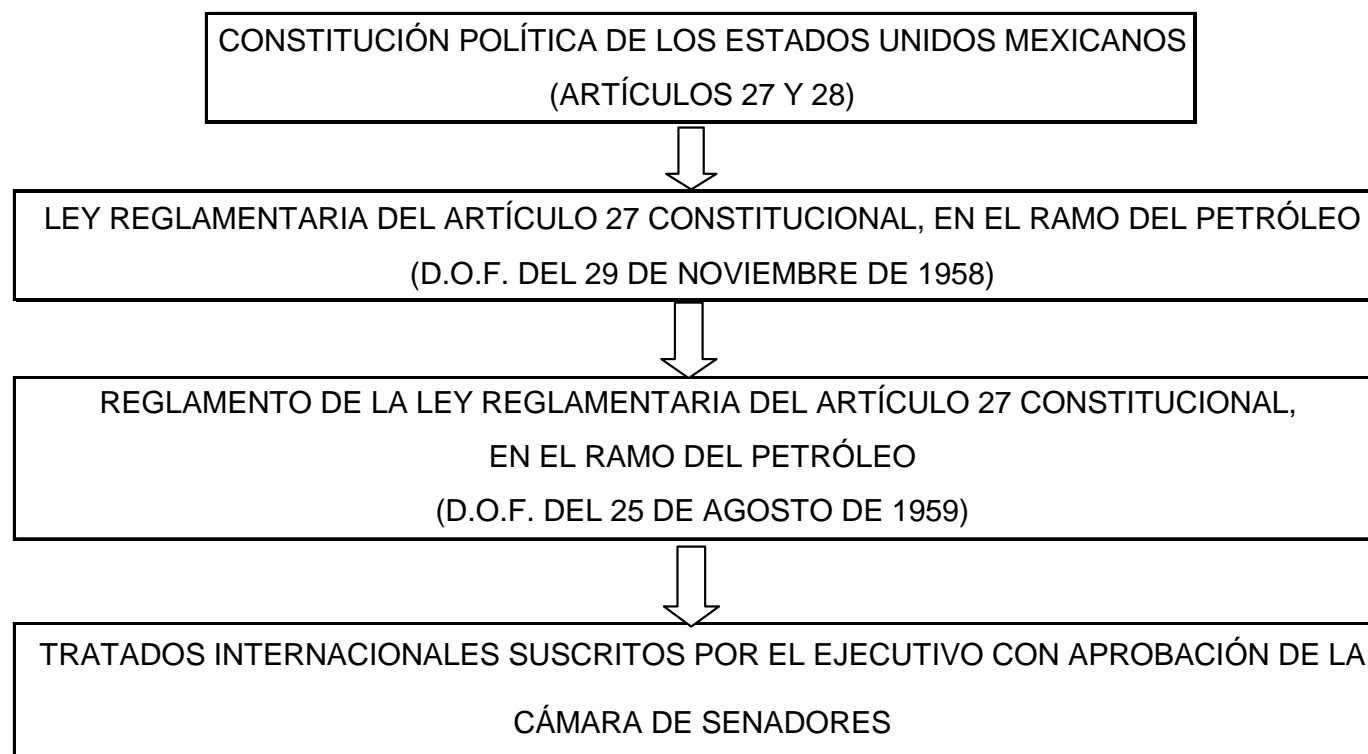 CONSTITUCIÓN POLÍTICA DE LOS ESTADOS UNIDOS MEXICANOS
(ARTÍCULOS 27 Y 28)
LEY REGLAMENTARIA DEL ARTÍCULO 27 CONSTITUCIONAL, EN EL RAMO DEL PETRÓLEO
(D.O.F. DEL 29 DE NOVIEMBRE DE 1958)
REGLAMENTO DE LA LEY REGLAMENTARIA DEL ARTÍCULO 27 CONSTITUCIONAL,
EN EL RAMO DEL PETRÓLEO
(D.O.F. DEL 25 DE AGOSTO DE 1959)
TRATADOS INTERNACIONALES SUSCRITOS POR EL EJECUTIVO CON APROBACIÓN DE LA
CÁMARA DE SENADORES